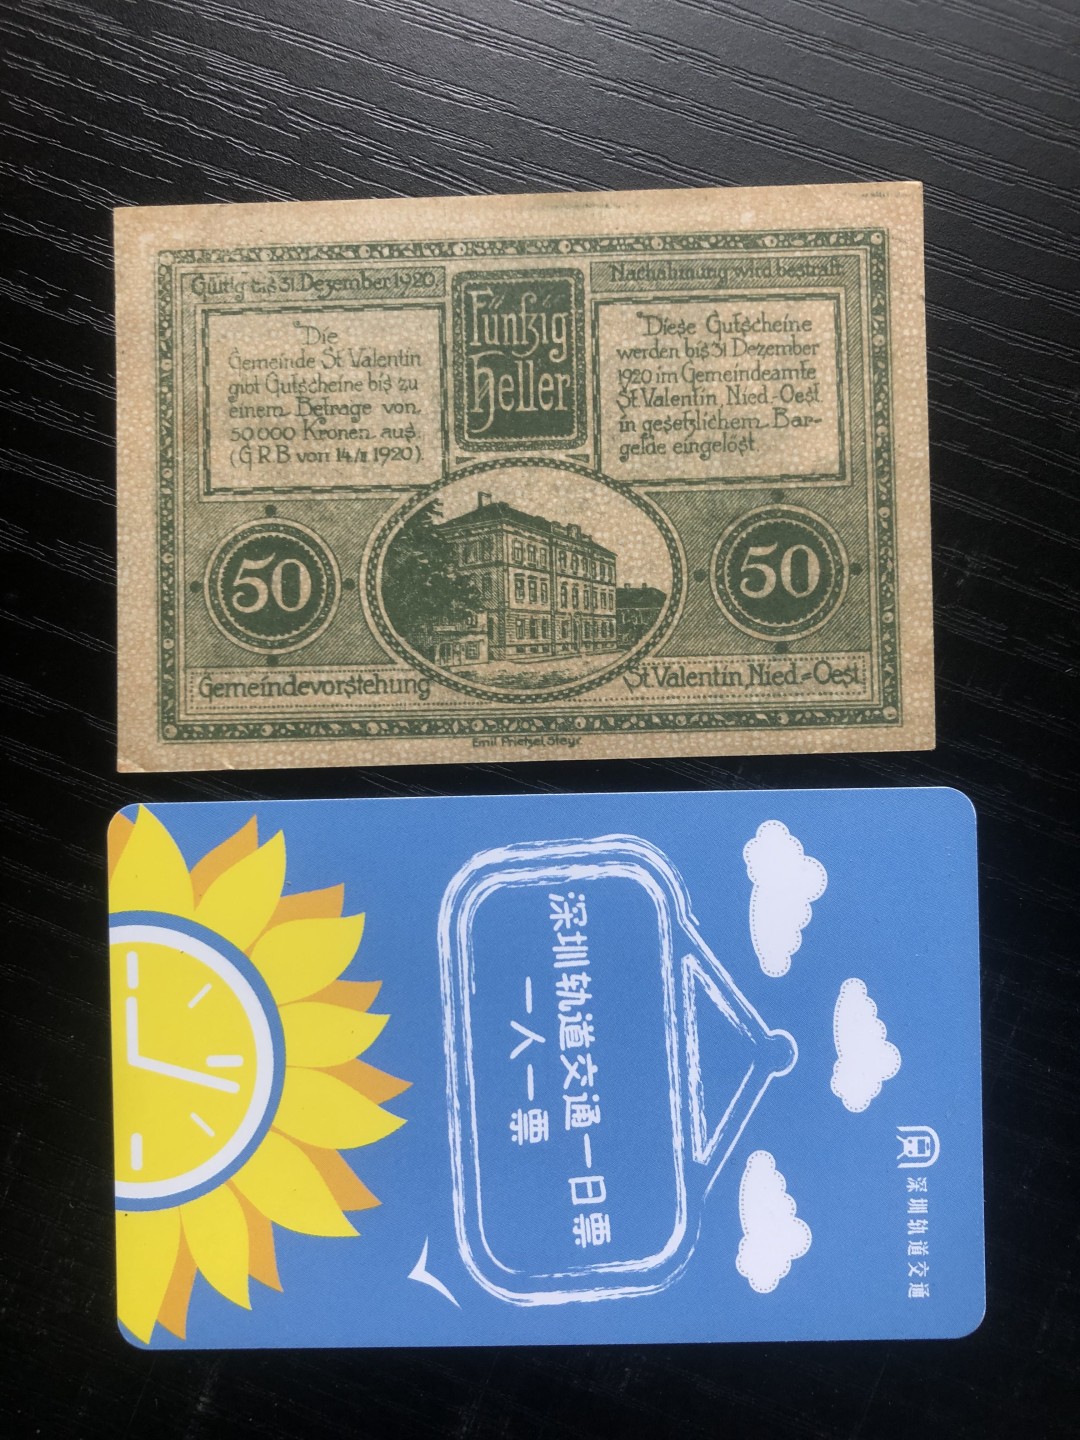 Gültig bis 31. Dezember 1920.
Nachahmung wird bestraft.
Fünfzig
Heller
Die
Gemeinde St. Valentin
gibt Gutscheine bis zu
einem Betrage von
50 000 Kronen aus.
(G R B von 14/II 1920).
Diese Gutscheine
werden bis 31 Dezember
1920 im Gemeindeamte
St. Valentin, Nied.-Oest.
in gesetzlichem Bar-
gelde eingelöst.
50
50
Gemeindevorstehung
St. Valentin, Nied.-Oest.
Emil Prietzel Steyr
深圳轨道交通
深圳轨道交通一日票
一人一票